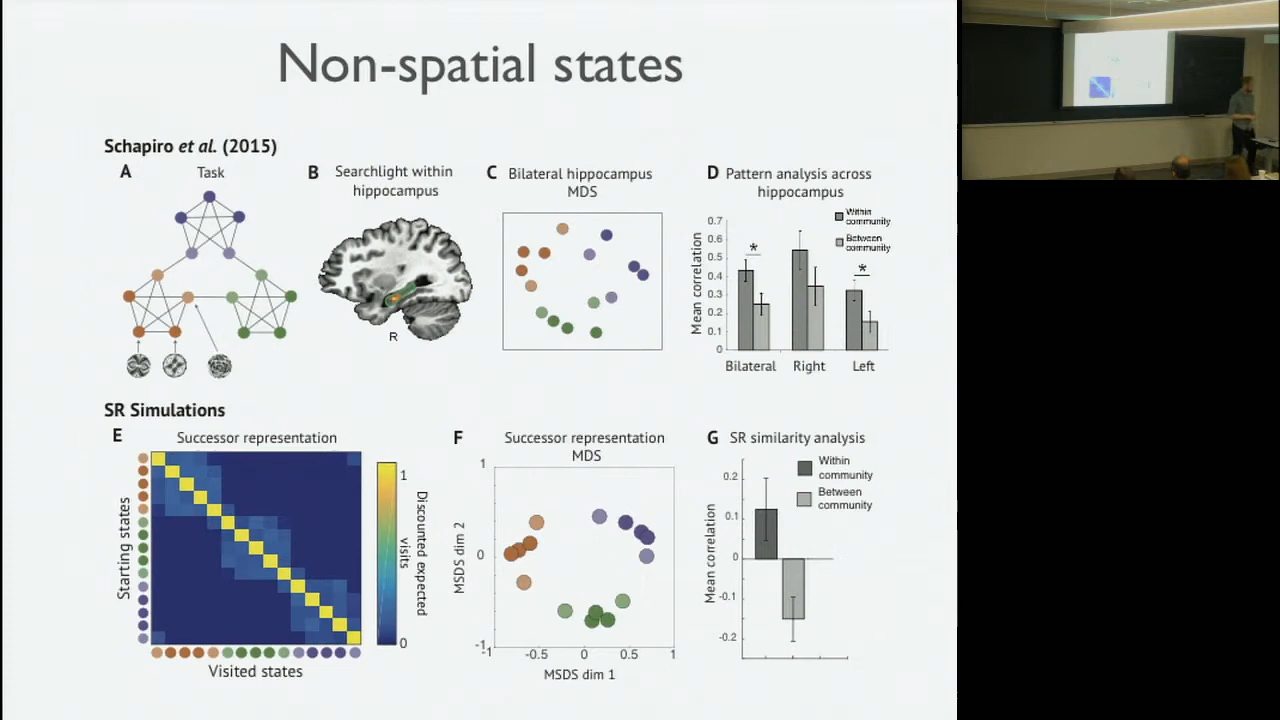 Non-spatial states
Schapiro et al. (2015)
A
Task
B
Searchlight within
hippocampus
R
C
Bilateral hippocampus
MDS
D
Pattern analysis across
hippocampus
Within
community
Between
community
Mean correlation
0.7
0.6
0.5
0.4
0.3
0.2
0.1
0
*
*
Bilateral
Right
Left
SR Simulations
E
Successor representation
Starting states
Visited states
1
0
Discounted expected
visits
F
Successor representation
MDS
MSDS dim 2
1
0
-1
-1
-0.5
0
0.5
1
MSDS dim 1
G
SR similarity analysis
Within
community
Between
community
Mean correlation
0.2
0.1
0
-0.1
-0.2